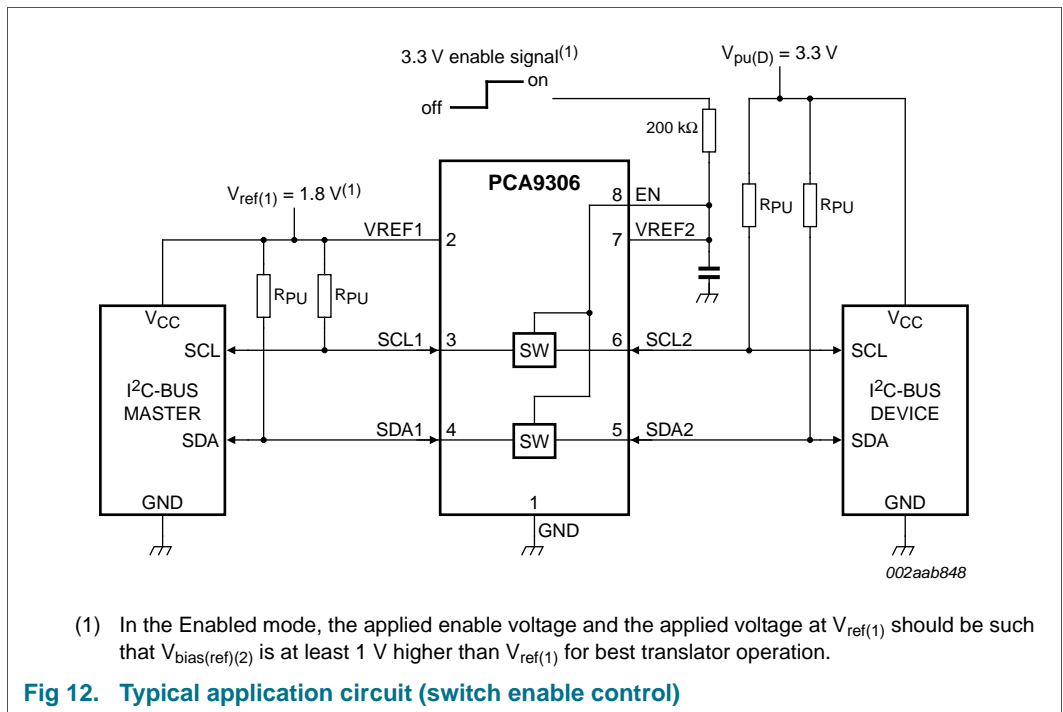 3.3 V enable signal(1)
off
on
Vpu(D) = 3.3 V
200 kΩ
PCA9306
Vref(1) = 1.8 V(1)
8 EN
RPU RPU
VREF1 2
7 VREF2
RPU RPU
VCC
VCC
SCL
SCL1 3
SW
6 SCL2
SCL
I2C-BUS
MASTER
I2C-BUS
DEVICE
SDA
SDA1 4
SW
5 SDA2
SDA
GND
1
GND
GND
002aab848
(1) In the Enabled mode, the applied enable voltage and the applied voltage at Vref(1) should be such
that Vbias(ref)(2) is at least 1 V higher than Vref(1) for best translator operation.
Fig 12. Typical application circuit (switch enable control)